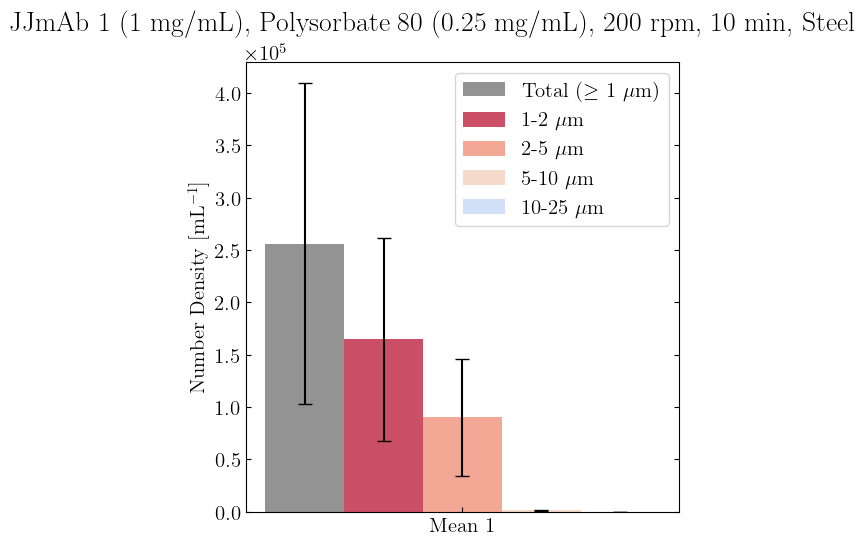 JJmAb 1 (1 mg/mL), Polysorbate 80 (0.25 mg/mL), 200 rpm, 10 min, Steel
×10⁵
Total (≥ 1 μm)
1-2 μm
2-5 μm
5-10 μm
10-25 μm
Number Density [mL⁻¹]
4.0
3.5
3.0
2.5
2.0
1.5
1.0
0.5
0.0
Mean 1